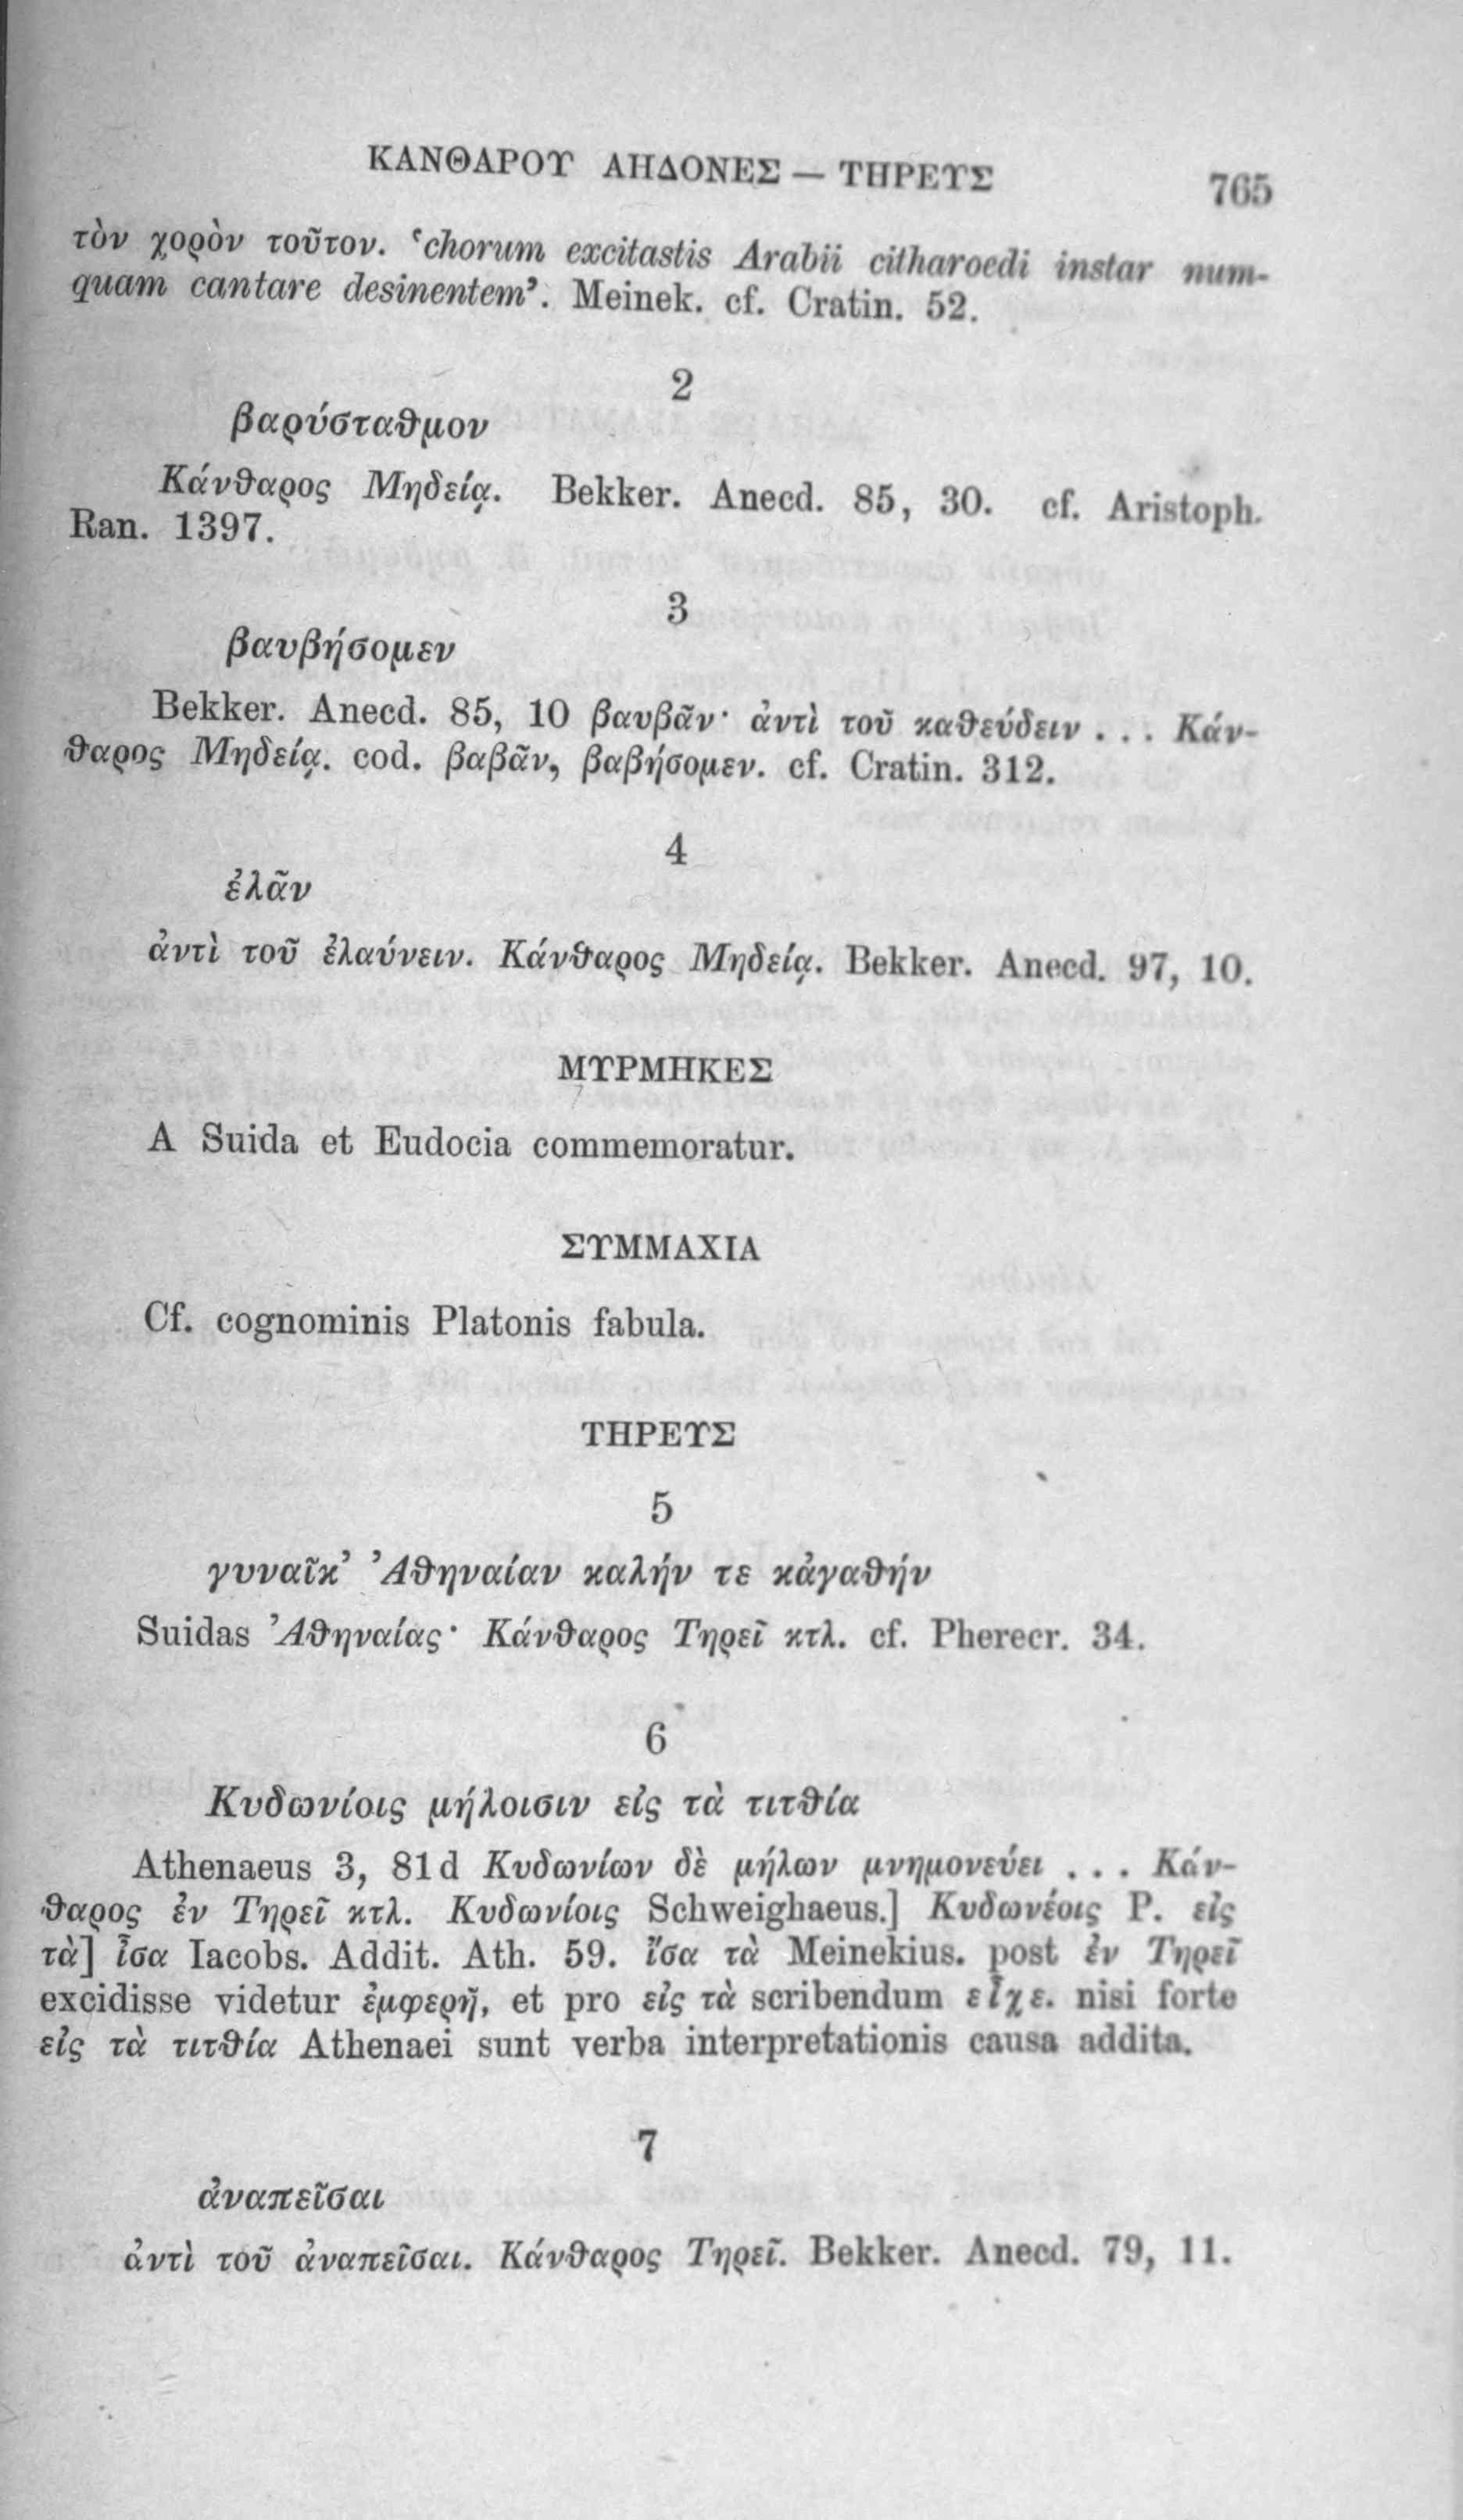 ΚΑΝΘΑΡΟΥ ΑΗΔΟΝΕΣ — ΤΗΡΕΥΣ 765
τὸν χορὸν τοῦτον. ‘chorum excitastis Arabii citharoedi instar num-
quam cantare desinentem’. Meinek. cf. Cratin. 52.
2
βαρύσταθμον
Κάνθαρος Μηδείᾳ. Bekker. Anecd. 85, 30. cf. Aristoph.
Ran. 1397.
3
βαυβήσομεν
Bekker. Anecd. 85, 10 βαυβᾶν· ἀντὶ τοῦ καθεύδειν . . . Κάν-
θαρος Μηδείᾳ. cod. βαβᾶν, βαβήσομεν. cf. Cratin. 312.
4
ἐλᾶν
ἀντὶ τοῦ ἐλαύνειν. Κάνθαρος Μηδείᾳ. Bekker. Anecd. 97, 10.
ΜΥΡΜΗΚΕΣ
A Suida et Eudocia commemoratur.
ΣΥΜΜΑΧΙΑ
Cf. cognominis Platonis fabula.
ΤΗΡΕΥΣ
5
γυναῖκ’ Ἀθηναίαν καλήν τε κἀγαθήν
Suidas Ἀθηναίας· Κάνθαρος Τηρεῖ κτλ. cf. Pherecr. 34.
6
Κυδωνίοις μήλοισιν εἰς τὰ τιτθία
Athenaeus 3, 81d Κυδωνίων δὲ μήλων μνημονεύει . . . Κάν-
θαρος ἐν Τηρεῖ κτλ. Κυδωνίοις Schweighaeus.] Κυδωνέοις P. εἰς
τὰ] ἶσα Iacobs. Addit. Ath. 59. ἴσα τὰ Meinekius. post ἐν Τηρεῖ
excidisse videtur ἐμφερῆ, et pro εἰς τὰ scribendum εἶχε. nisi forte
εἰς τὰ τιτθία Athenaei sunt verba interpretationis causa addita.
7
ἀναπεῖσαι
ἀντὶ τοῦ ἀναπεῖσαι. Κάνθαρος Τηρεῖ. Bekker. Anecd. 79, 11.